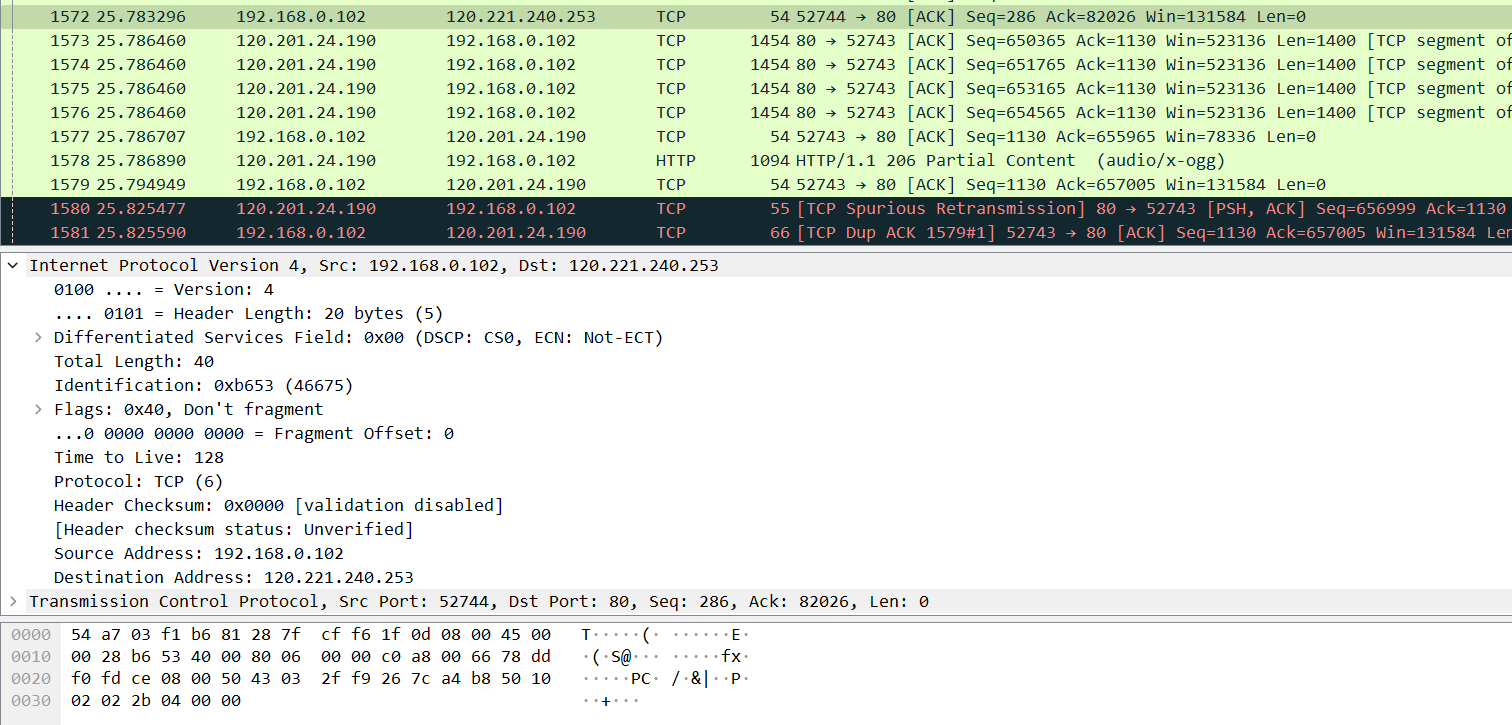 1572 25.783296 192.168.0.102 120.221.240.253 TCP 54 52744 → 80 [ACK] Seq=286 Ack=82026 Win=131584 Len=0
1573 25.786460 120.201.24.190 192.168.0.102 TCP 1454 80 → 52743 [ACK] Seq=650365 Ack=1130 Win=523136 Len=1400 [TCP segment of
1574 25.786460 120.201.24.190 192.168.0.102 TCP 1454 80 → 52743 [ACK] Seq=651765 Ack=1130 Win=523136 Len=1400 [TCP segment of
1575 25.786460 120.201.24.190 192.168.0.102 TCP 1454 80 → 52743 [ACK] Seq=653165 Ack=1130 Win=523136 Len=1400 [TCP segment of
1576 25.786460 120.201.24.190 192.168.0.102 TCP 1454 80 → 52743 [ACK] Seq=654565 Ack=1130 Win=523136 Len=1400 [TCP segment of
1577 25.786707 192.168.0.102 120.201.24.190 TCP 54 52743 → 80 [ACK] Seq=1130 Ack=655965 Win=78336 Len=0
1578 25.786890 120.201.24.190 192.168.0.102 HTTP 1094 HTTP/1.1 206 Partial Content (audio/x-ogg)
1579 25.794949 192.168.0.102 120.201.24.190 TCP 54 52743 → 80 [ACK] Seq=1130 Ack=657005 Win=131584 Len=0
1580 25.825477 120.201.24.190 192.168.0.102 TCP 55 [TCP Spurious Retransmission] 80 → 52743 [PSH, ACK] Seq=656999 Ack=1130
1581 25.825590 192.168.0.102 120.201.24.190 TCP 66 [TCP Dup ACK 1579#1] 52743 → 80 [ACK] Seq=1130 Ack=657005 Win=131584 Len
Internet Protocol Version 4, Src: 192.168.0.102, Dst: 120.221.240.253
0100 .... = Version: 4
.... 0101 = Header Length: 20 bytes (5)
Differentiated Services Field: 0x00 (DSCP: CS0, ECN: Not-ECT)
Total Length: 40
Identification: 0xb653 (46675)
Flags: 0x40, Don't fragment
...0 0000 0000 0000 = Fragment Offset: 0
Time to Live: 128
Protocol: TCP (6)
Header Checksum: 0x0000 [validation disabled]
[Header checksum status: Unverified]
Source Address: 192.168.0.102
Destination Address: 120.221.240.253
Transmission Control Protocol, Src Port: 52744, Dst Port: 80, Seq: 286, Ack: 82026, Len: 0
0000 54 a7 03 f1 b6 81 28 7f cf f6 1f 0d 08 00 45 00 T·····(· ······E·
0010 00 28 b6 53 40 00 80 06 00 00 c0 a8 00 66 78 dd ·(·S@··· ·····fx·
0020 f0 fd ce 08 00 50 43 03 2f f9 26 7c a4 b8 50 10 ·····PC· /·&|··P·
0030 02 02 2b 04 00 00 ··+···